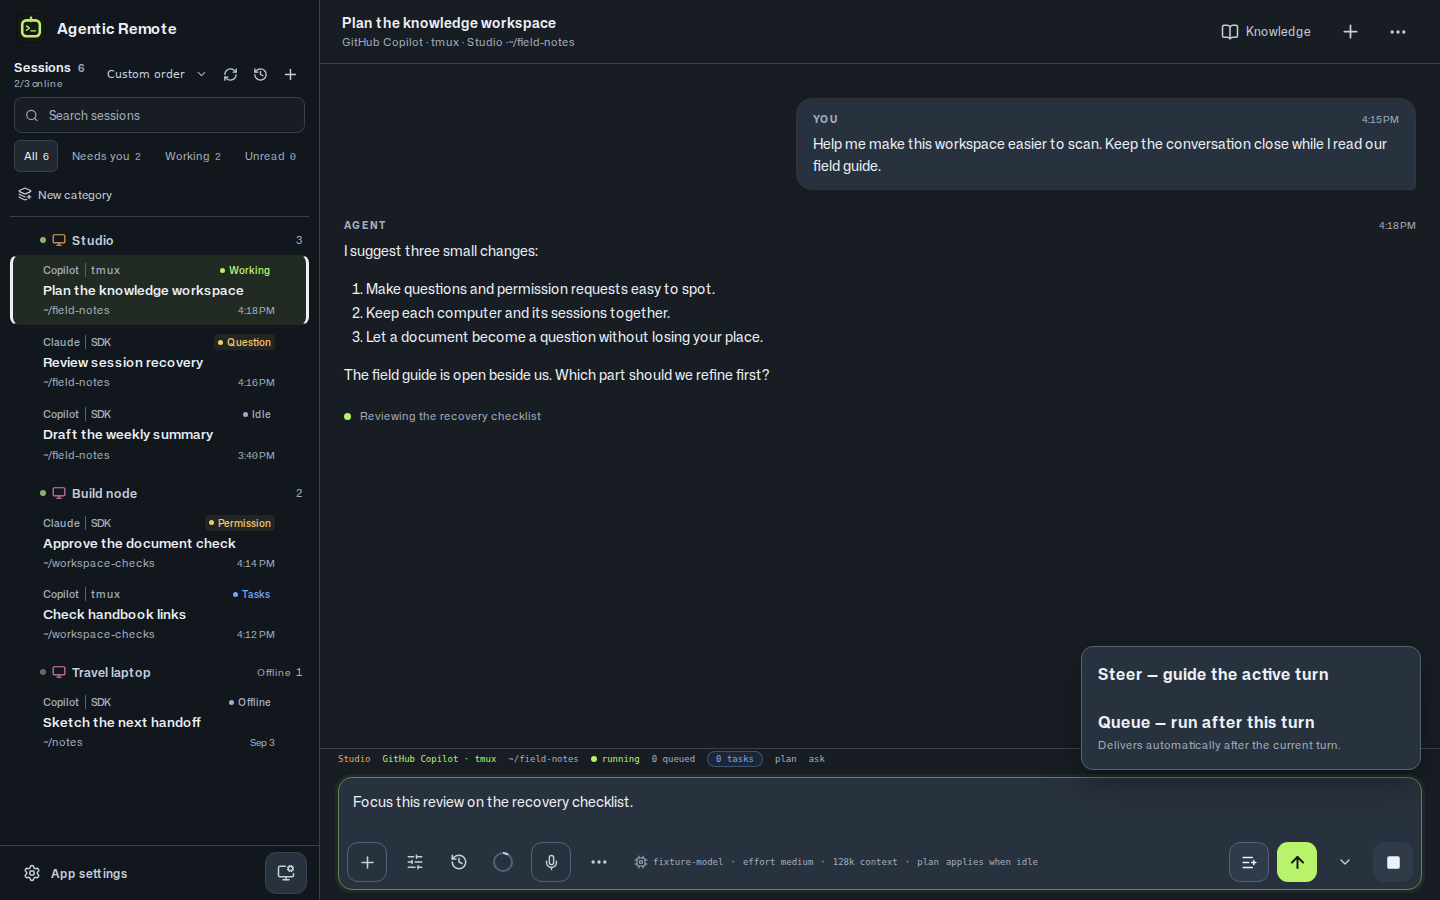 Agentic Remote
Sessions 6
2/3 online
Custom order
Search sessions
All 6
Needs you 2
Working 2
Unread 0
New category
Studio 3
Copilot | tmux
Working
Plan the knowledge workspace
~/field-notes
4:18 PM
Claude | SDK
Question
Review session recovery
~/field-notes
4:16 PM
Copilot | SDK
Idle
Draft the weekly summary
~/field-notes
3:40 PM
Build node 2
Claude | SDK
Permission
Approve the document check
~/workspace-checks
4:14 PM
Copilot | tmux
Tasks
Check handbook links
~/workspace-checks
4:12 PM
Travel laptop
Offline 1
Copilot | SDK
Offline
Sketch the next handoff
~/notes
Sep 3
App settings
Plan the knowledge workspace
GitHub Copilot · tmux · Studio · ~/field-notes
Knowledge
YOU
4:15 PM
Help me make this workspace easier to scan. Keep the conversation close while I read our
field guide.
AGENT
4:18 PM
I suggest three small changes:
1. Make questions and permission requests easy to spot.
2. Keep each computer and its sessions together.
3. Let a document become a question without losing your place.
The field guide is open beside us. Which part should we refine first?
Reviewing the recovery checklist
Steer — guide the active turn
Queue — run after this turn
Delivers automatically after the current turn.
Studio GitHub Copilot · tmux ~/field-notes running 0 queued 0 tasks plan ask
Focus this review on the recovery checklist.
fixture-model · effort medium · 128k context · plan applies when idle